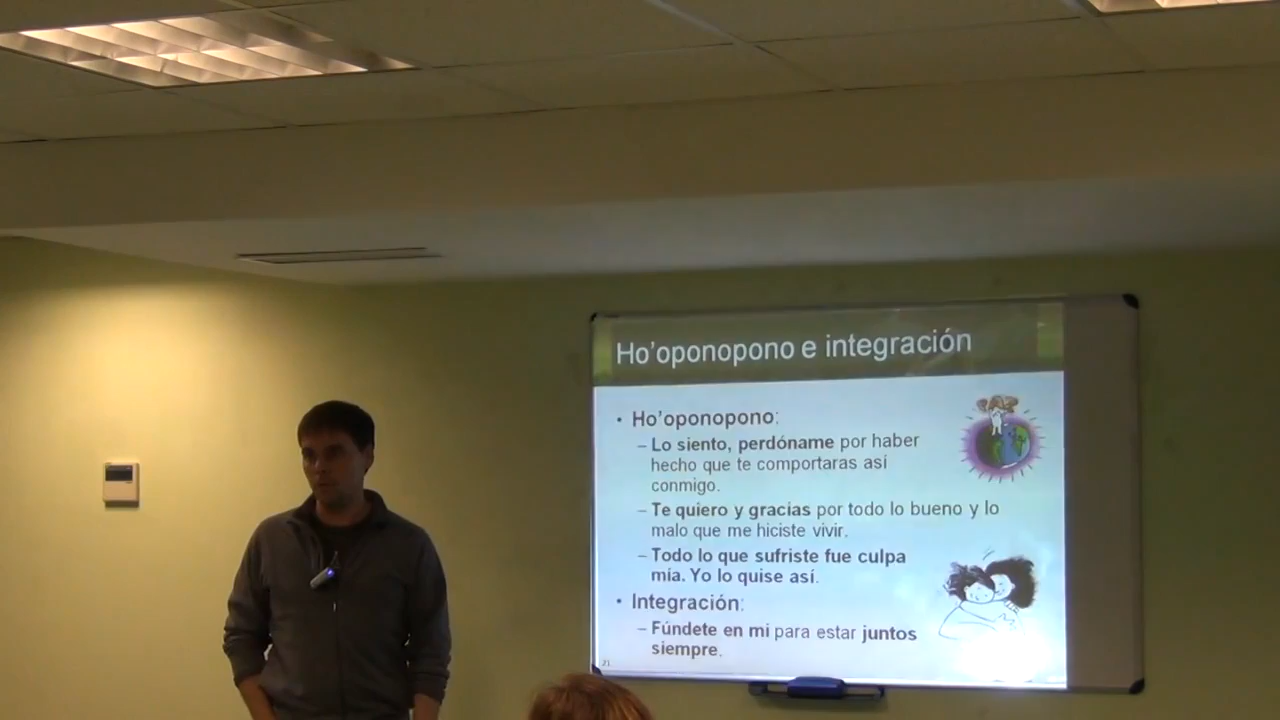 Ho'oponopono e integración
• Ho'oponopono:
– Lo siento, perdóname por haber
hecho que te comportaras así
conmigo.
– Te quiero y gracias por todo lo bueno y lo
malo que me hiciste vivir.
– Todo lo que sufriste fue culpa
mía. Yo lo quise así.
• Integración:
– Fúndete en mi para estar juntos
siempre.
21